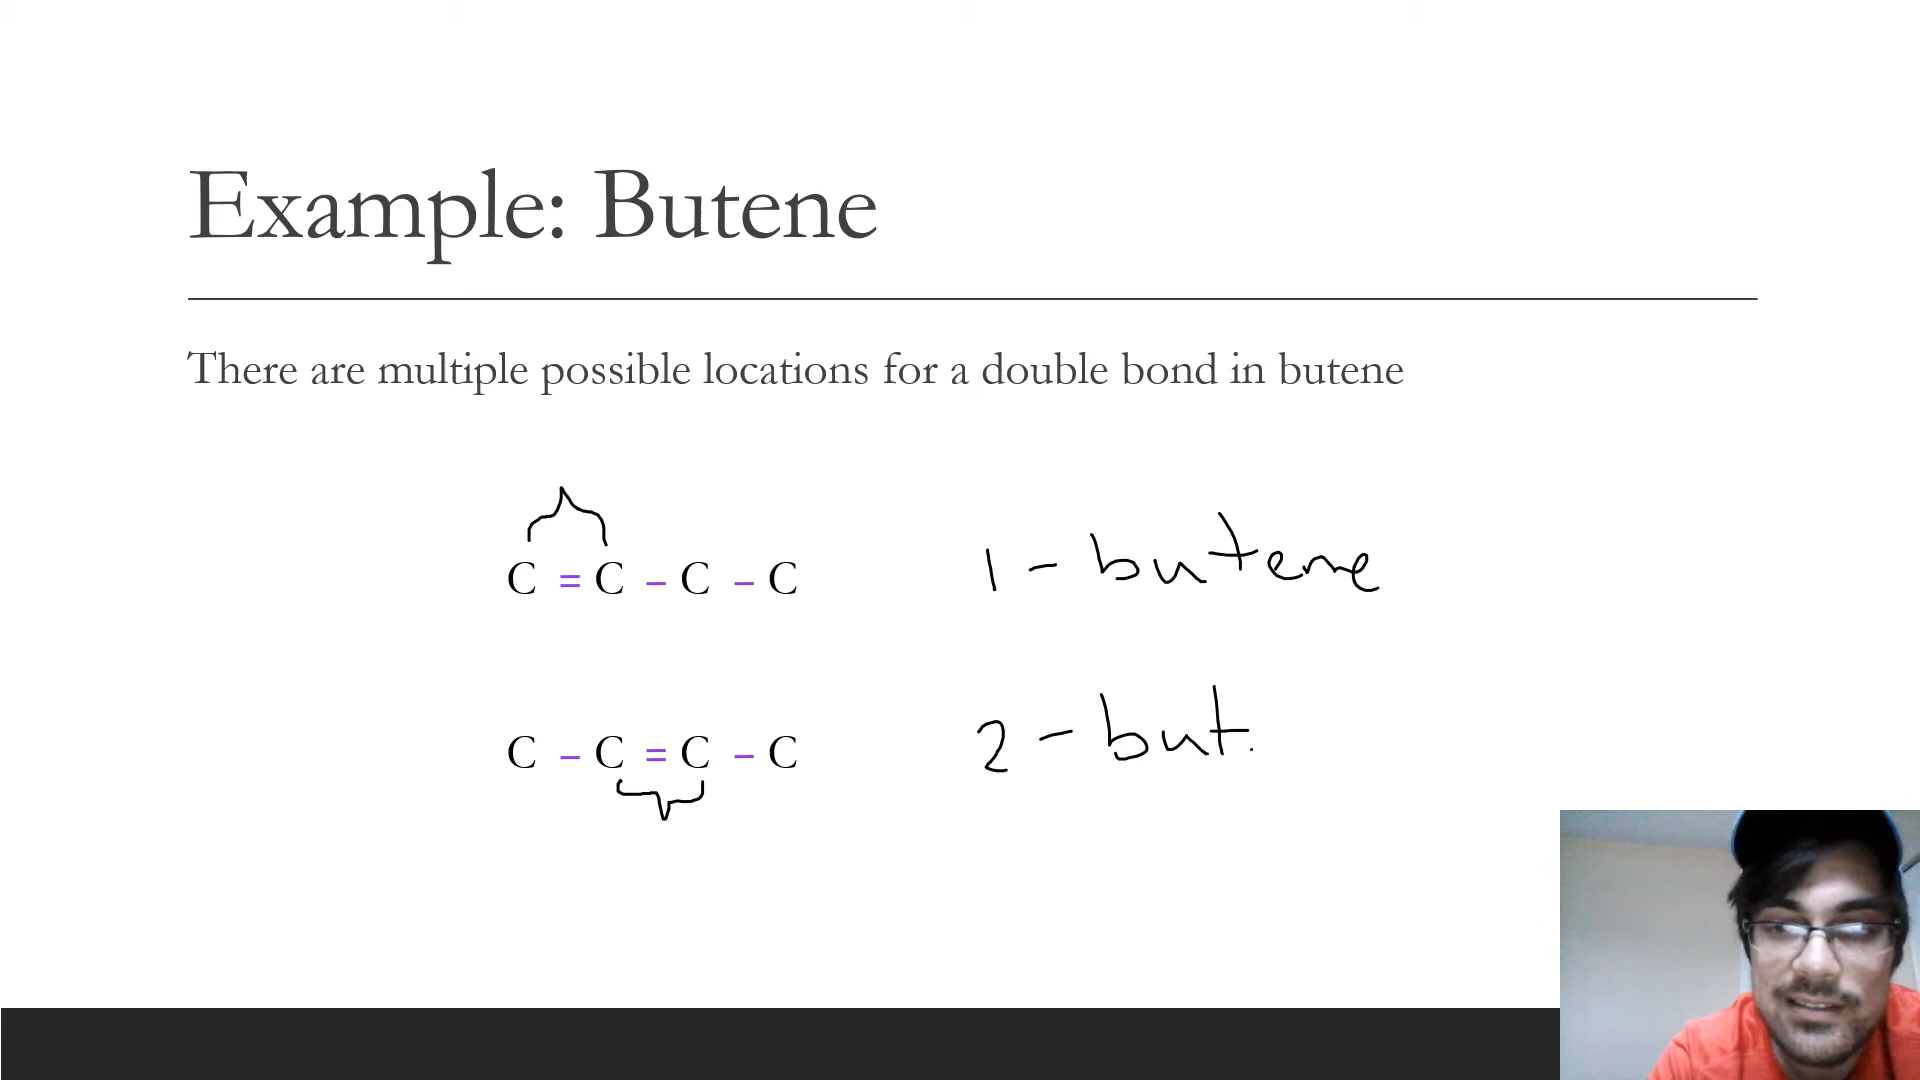 Example: Butene
There are multiple possible locations for a double bond in butene
C = C – C – C 1 - butene
C – C = C – C 2 - but.